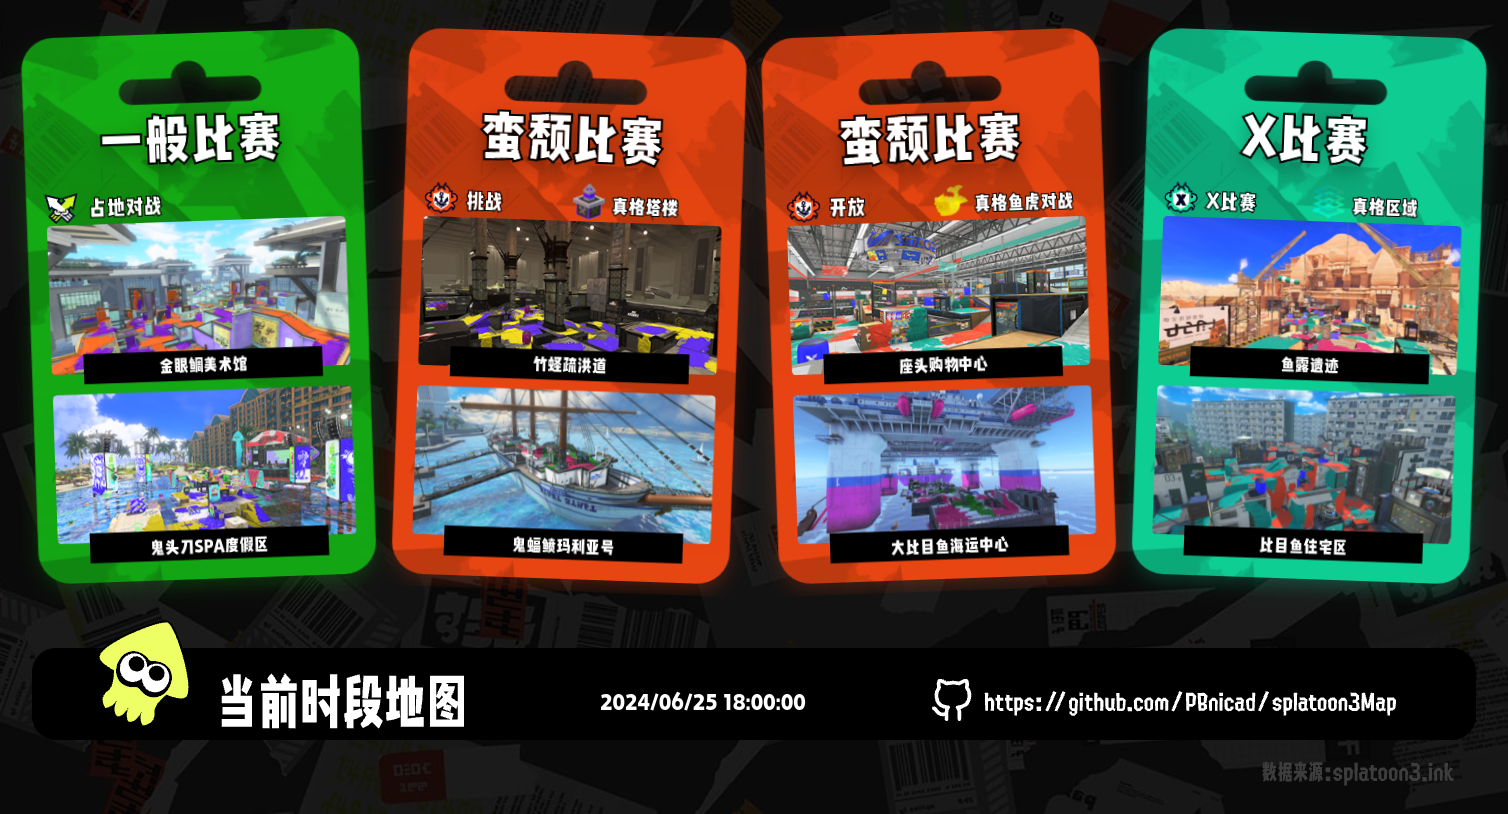 一般比赛
占地对战
金眼鲷美术馆
鬼头刀SPA度假区
蛮颓比赛
挑战
真格塔楼
竹蛏疏洪道
鬼蝠鲼玛利亚号
蛮颓比赛
开放
真格鱼虎对战
座头购物中心
大比目鱼海运中心
X比赛
X比赛
真格区域
鱼露遗迹
比目鱼住宅区
当前时段地图
2024/06/25 18:00:00
https://github.com/PBnicad/splatoon3Map
数据来源:splatoon3.ink